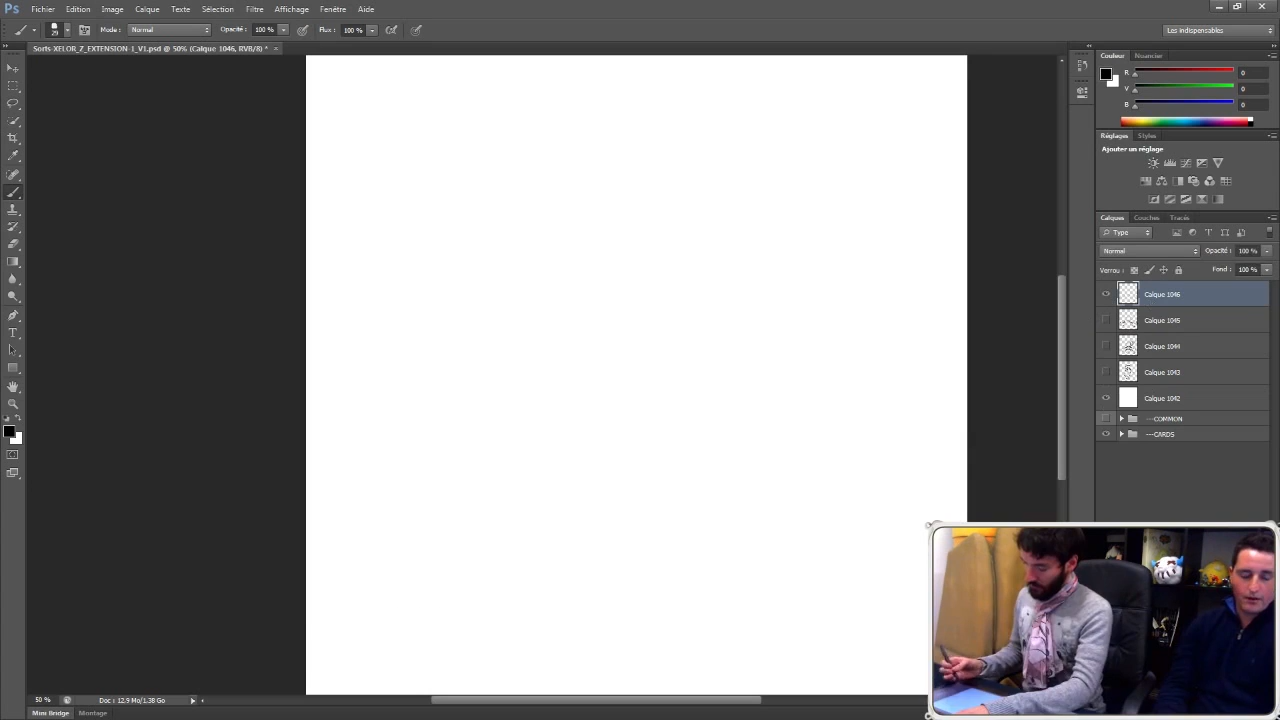 Ps Fichier Edition Image Calque Texte Sélection Filtre Affichage Fenêtre Aide
29 Mode : Normal Opacité : 100 % Flux : 100 % Les indispensables
Sorts-XELOR_Z_EXTENSION-1_V1.psd @ 50% (Calque 1046, RVB/8) * ×
Couleur Nuancier
R 0
V 0
B 0
Réglages Styles
Ajouter un réglage
Calques Couches Tracés
Type
Normal Opacité : 100 %
Verrou : Fond : 100 %
Calque 1046
Calque 1045
Calque 1044
Calque 1043
Calque 1042
---COMMON
---CARDS
50 % Doc : 12.9 Mo/1.38 Go
Mini Bridge Montage